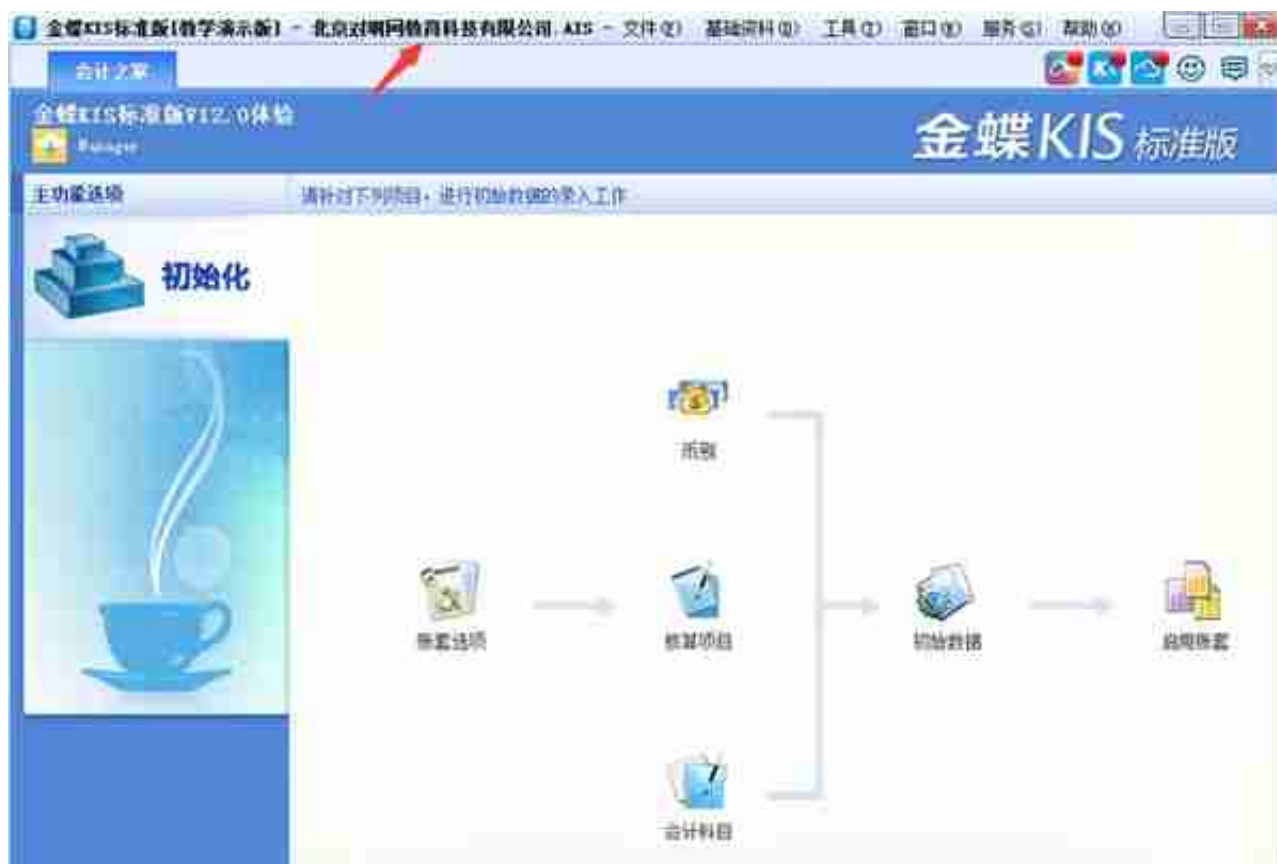 金蝶KIS标准版(教学演示版) - 北京对啊网教育科技有限公司.AIS - 文件(F) 基础资料 工具(T) 窗口(W) 服务(G) 帮助(H)
会计之家
金蝶KIS标准版V12.0体验
Manager
金蝶KIS 标准版
主功能选项 请针对下列项目，进行初始数据的录入工作
初始化
币别
账套选项 核算项目 初始数据 启用账套
会计科目